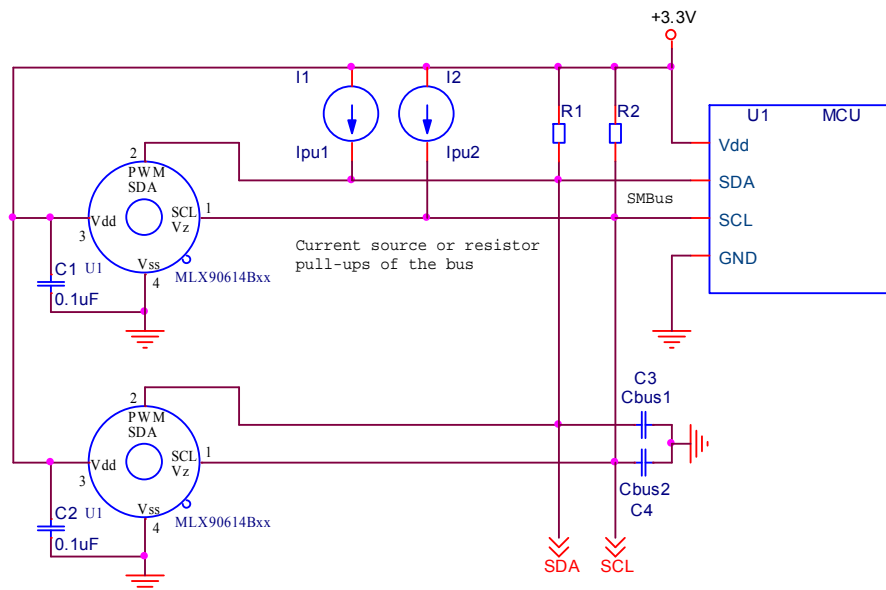 +3.3V
I1
I2
R1
R2
U1
MCU
Ipu1
Ipu2
Vdd
SDA
SCL
GND
SMBus
2
PWM
SDA
SCL
Vz
1
Vdd
3
Vss
4
U1
MLX90614Bxx
C1
0.1uF
Current source or resistor
pull-ups of the bus
2
PWM
SDA
SCL
Vz
1
Vdd
3
Vss
4
U1
MLX90614Bxx
C2
0.1uF
C3
Cbus1
Cbus2
C4
SDA
SCL